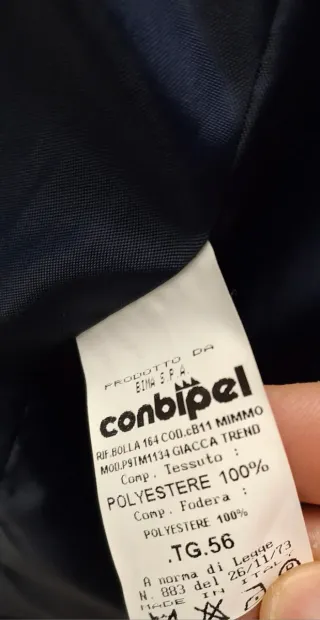 PRODOTTO DA
BIMA S.P.A.
conbipel
RIF.BOLLA 164 COD.cB11 MIMMO
MOD.P9TM1134 GIACCA TREND
Comp. Tessuto :
POLYESTERE 100%
Comp. Fodera :
POLYESTERE 100%
.TG.56
A norma di Legge
N. 883 del 26/11/73
MADE IN ITALY